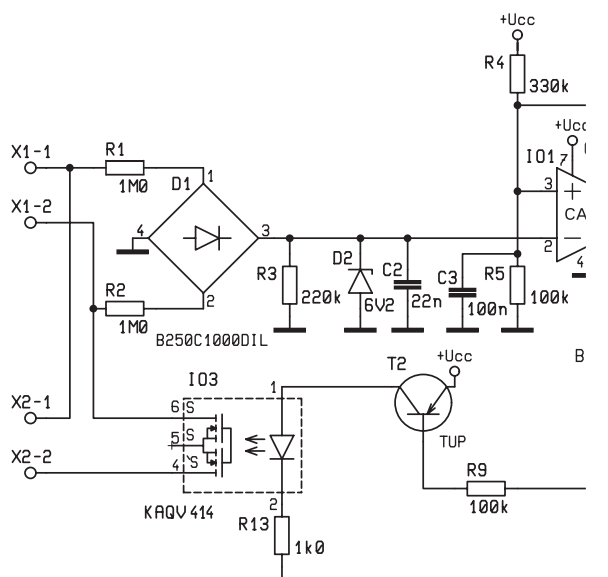 +Ucc
R4
330k
+Ucc
IO1
7
X1-1
R1
1M0
D1
1
3
CA
X1-2
4
3
2
R2
1M0
2
D2
C2
C3
R3
220k
6V2
22n
100n
R5
100k
4
B250C1000DIL
B
T2
+Ucc
IO3
1
X2-1
6
S
5
S
4
S
TUP
X2-2
2
R9
100k
KAQV414
R13
1k0